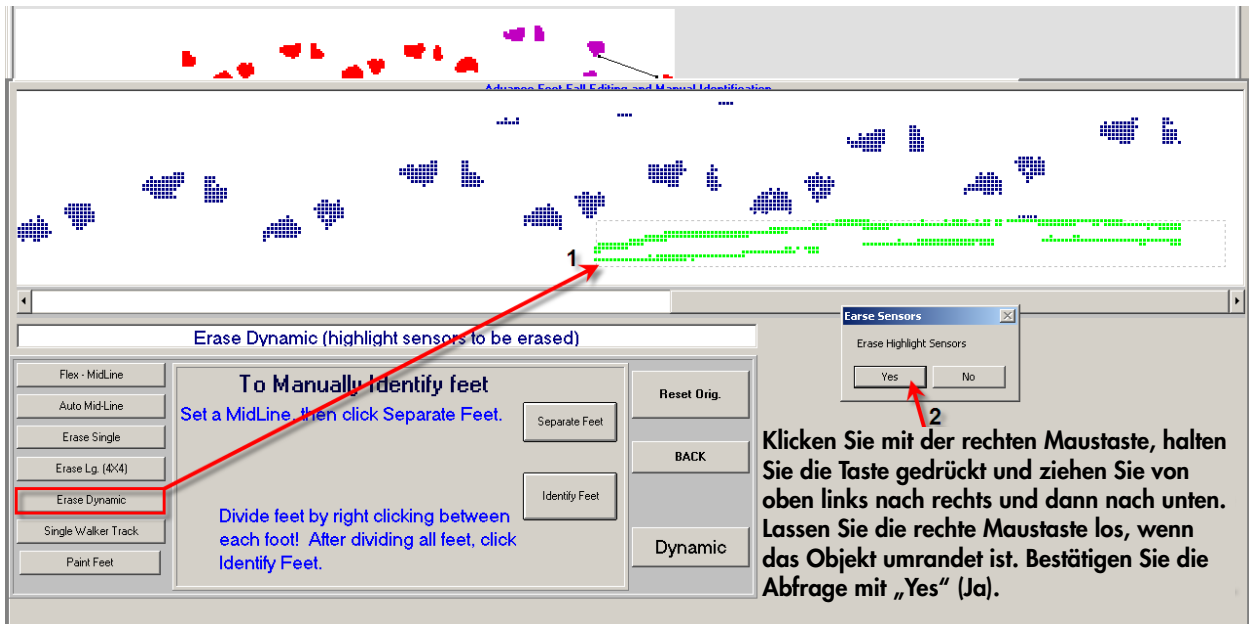 Advance Foot Fall Editing and Manual Identification
1
Erase Dynamic (highlight sensors to be erased)
Flex - MidLine
Auto Mid-Line
Erase Single
Erase Lg. (4X4)
Erase Dynamic
Single Walker Track
Paint Feet
To Manually Identify feet
Set a MidLine, then click Separate Feet.
Separate Feet
Identify Feet
Divide feet by right clicking between
each foot! After dividing all feet, click
Identify Feet.
Reset Orig.
BACK
Dynamic
Earse Sensors
Erase Highlight Sensors
Yes
No
2
Klicken Sie mit der rechten Maustaste, halten
Sie die Taste gedrückt und ziehen Sie von
oben links nach rechts und dann nach unten.
Lassen Sie die rechte Maustaste los, wenn
das Objekt umrandet ist. Bestätigen Sie die
Abfrage mit „Yes” (Ja).